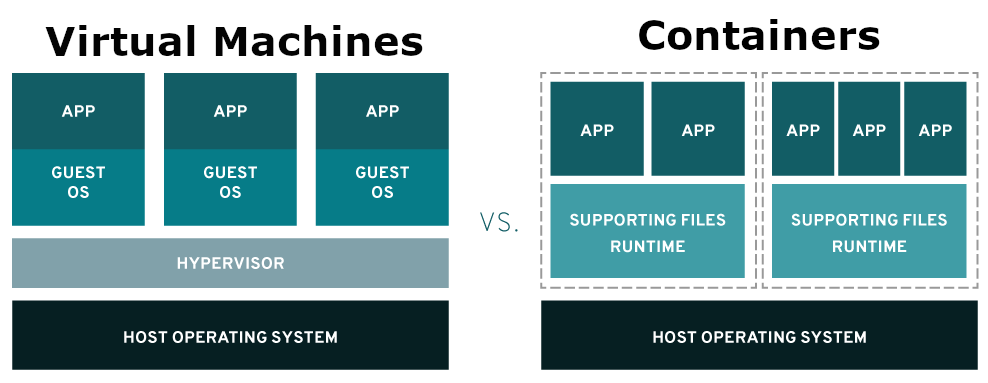 Virtual Machines
APP
APP
APP
GUEST
OS
GUEST
OS
GUEST
OS
HYPERVISOR
HOST OPERATING SYSTEM
VS.
Containers
APP
APP
APP
APP
APP
SUPPORTING FILES
RUNTIME
SUPPORTING FILES
RUNTIME
HOST OPERATING SYSTEM